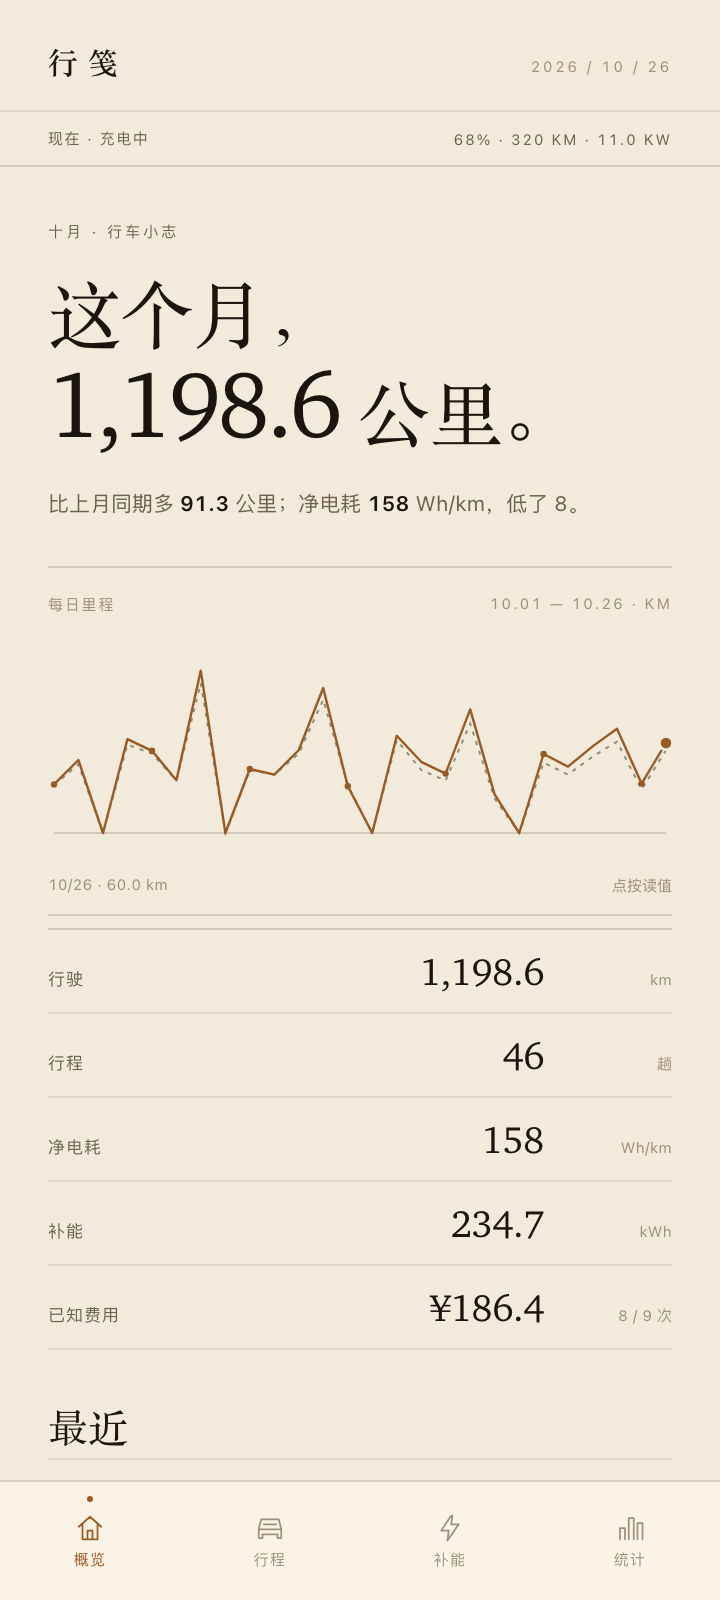 行笺
2026 / 10 / 26
现在 · 充电中
68% · 320 KM · 11.0 KW
十月 · 行车小志
这个月，
1,198.6 公里。
比上月同期多 91.3 公里；净电耗 158 Wh/km，低了 8。
每日里程
10.01 — 10.26 · KM
10/26 · 60.0 km
点按读值
行驶 1,198.6 km
行程 46 趟
净电耗 158 Wh/km
补能 234.7 kWh
已知费用 ¥186.4 8 / 9 次
最近
概览 行程 补能 统计